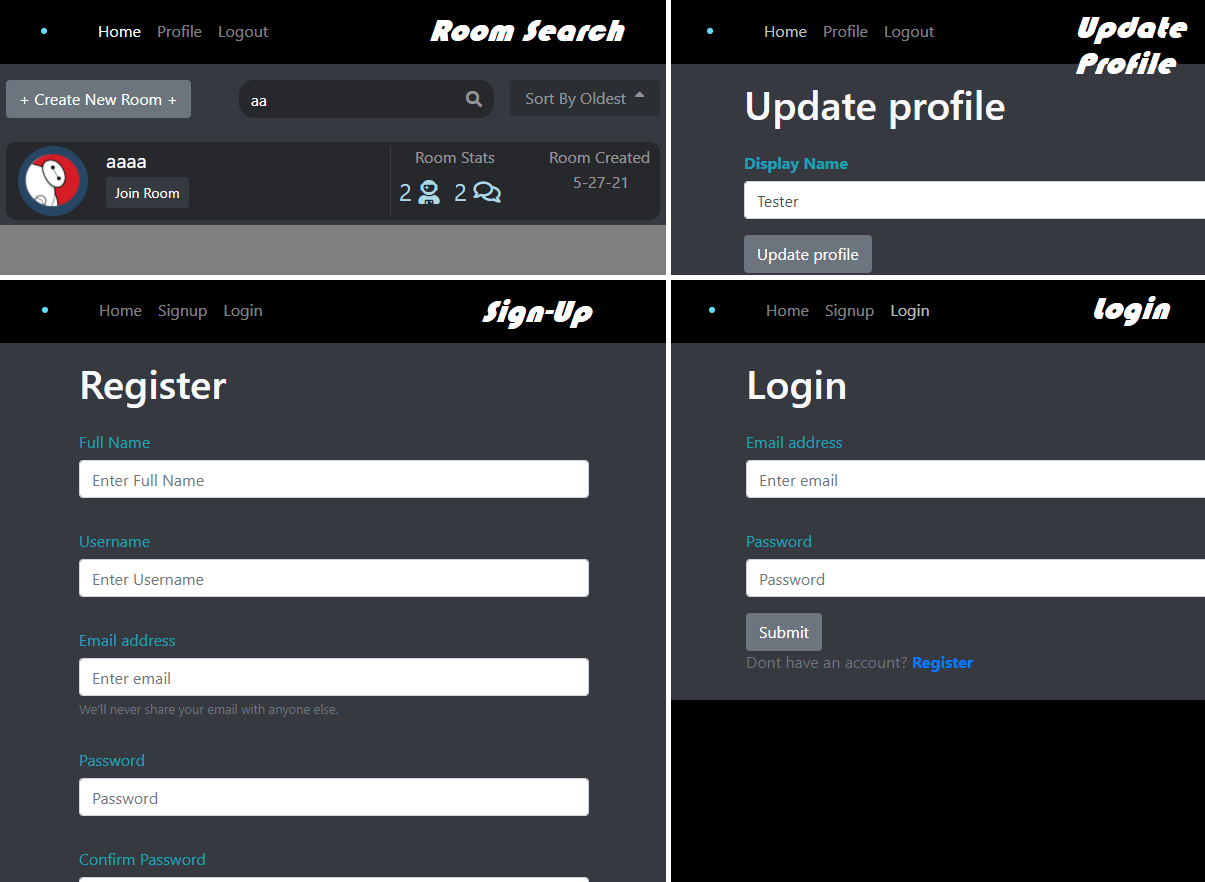 Home Profile Logout Room Search
+ Create New Room + aa Sort By Oldest
aaaa
Join Room
Room Stats
2 2
Room Created
5-27-21
Home Profile Logout Update Profile
Update profile
Display Name
Tester
Update profile
Home Signup Login Sign-Up
Register
Full Name
Enter Full Name
Username
Enter Username
Email address
Enter email
We'll never share your email with anyone else.
Password
Password
Confirm Password
Home Signup Login Login
Login
Email address
Enter email
Password
Password
Submit
Dont have an account? Register